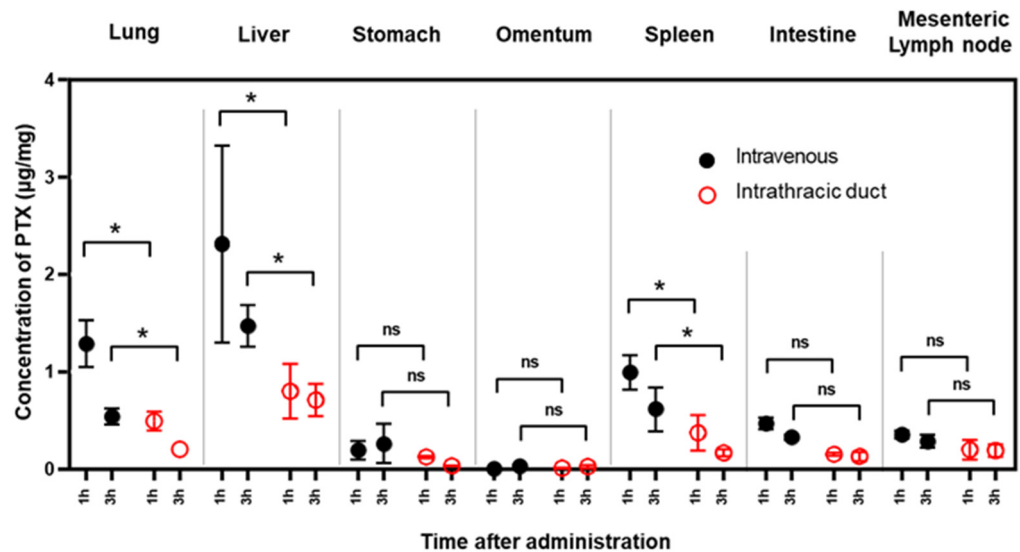 Lung Liver Stomach Omentum Spleen Intestine Mesenteric Lymph node
Concentration of PTX (µg/mg)
4
3
2
1
0
* * * * ns ns ns ns * * ns ns ns ns
Intravenous
Intrathracic duct
1h 3h 1h 3h 1h 3h 1h 3h 1h 3h 1h 3h 1h 3h 1h 3h 1h 3h 1h 3h 1h 3h 1h 3h 1h 3h 1h 3h
Time after administration